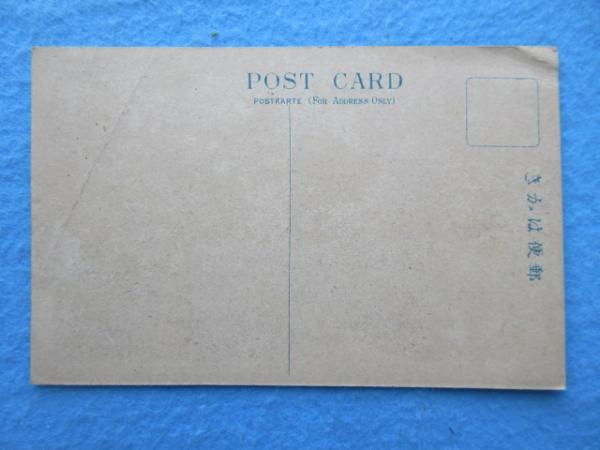 POST CARD
POSTKARTE (FOR ADDRESS ONLY)
郵便はかき